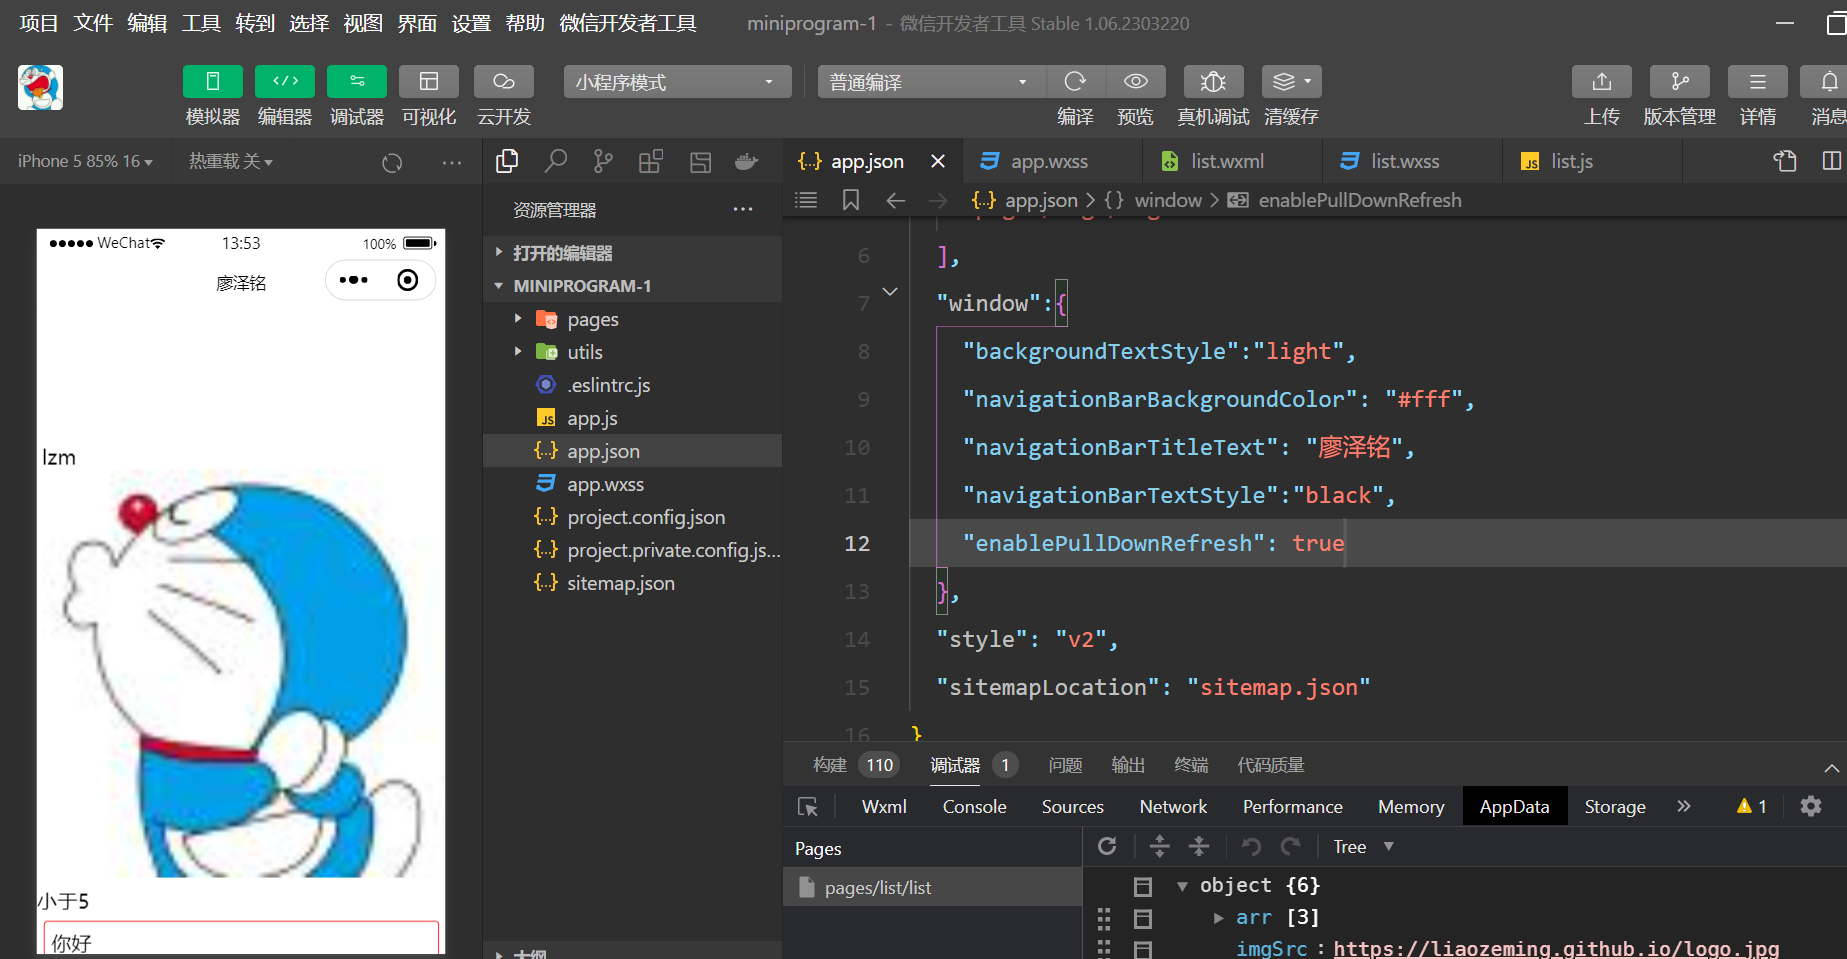 项目 文件 编辑 工具 转到 选择 视图 界面 设置 帮助 微信开发者工具 miniprogram-1 - 微信开发者工具 Stable 1.06.2303220
小程序模式 普通编译
模拟器 编辑器 调试器 可视化 云开发 编译 预览 真机调试 清缓存 上传 版本管理 详情 消息
iPhone 5 85% 16 热重载 关
app.json app.wxss list.wxml list.wxss list.js
资源管理器
app.json > window > enablePullDownRefresh
打开的编辑器
MINIPROGRAM-1
pages
utils
.eslintrc.js
app.js
app.json
app.wxss
project.config.json
project.private.config.js...
sitemap.json
大纲
WeChat 13:53 100%
廖泽铭
lzm
小于5
你好
6 ],
7 "window":{
8 "backgroundTextStyle":"light",
9 "navigationBarBackgroundColor": "#fff",
10 "navigationBarTitleText": "廖泽铭",
11 "navigationBarTextStyle":"black",
12 "enablePullDownRefresh": true
13 },
14 "style": "v2",
15 "sitemapLocation": "sitemap.json"
16 }
构建 110 调试器 1 问题 输出 终端 代码质量
Wxml Console Sources Network Performance Memory AppData Storage 1
Pages
Tree
pages/list/list
object {6}
arr [3]
imgSrc : https://liaozeming.github.io/logo.jpg